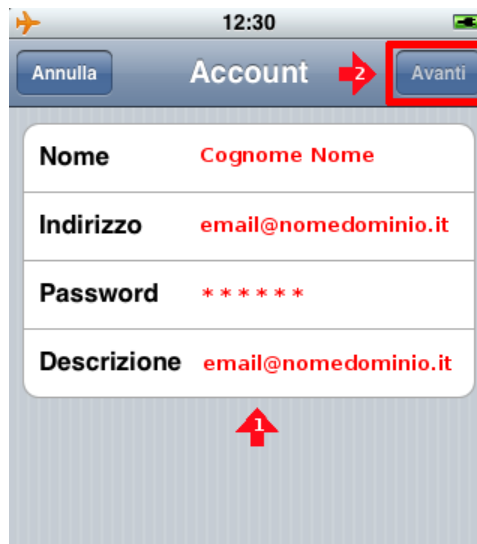 12:30
Annulla Account 2 Avanti
Nome Cognome Nome
Indirizzo email@nomedominio.it
Password ******
Descrizione email@nomedominio.it
1